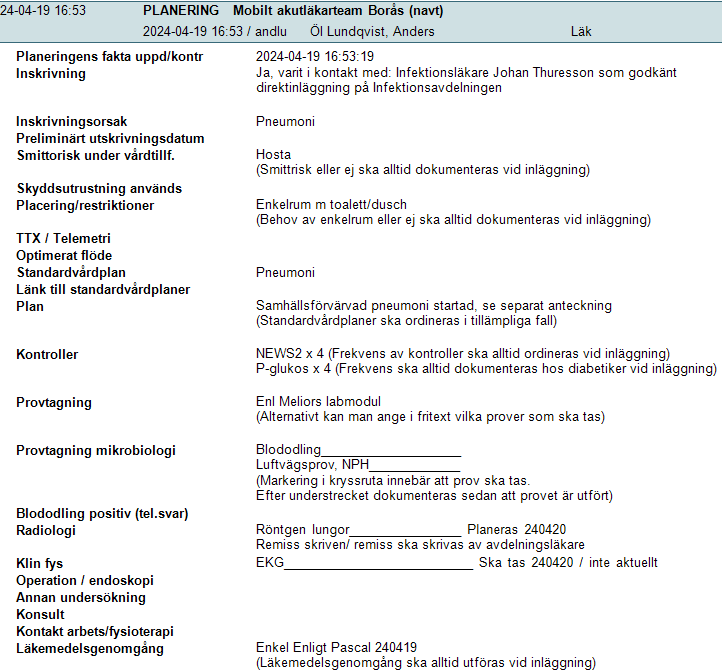 24-04-19 16:53 PLANERING Mobilt akutläkarteam Borås (navt)
2024-04-19 16:53 / andlu Öl Lundqvist, Anders Läk
Planeringens fakta uppd/kontr 2024-04-19 16:53:19
Inskrivning Ja, varit i kontakt med: Infektionsläkare Johan Thuresson som godkänt
direktinläggning på Infektionsavdelningen
Inskrivningsorsak Pneumoni
Preliminärt utskrivningsdatum
Smittorisk under vårdtillf. Hosta
(Smittrisk eller ej ska alltid dokumenteras vid inläggning)
Skyddsutrustning används
Placering/restriktioner Enkelrum m toalett/dusch
(Behov av enkelrum eller ej ska alltid dokumenteras vid inläggning)
TTX / Telemetri
Optimerat flöde
Standardvårdplan Pneumoni
Länk till standardvårdplaner
Plan Samhällsförvärvad pneumoni startad, se separat anteckning
(Standardvårdplaner ska ordineras i tillämpliga fall)
Kontroller NEWS2 x 4 (Frekvens av kontroller ska alltid ordineras vid inläggning)
P-glukos x 4 (Frekvens ska alltid dokumenteras hos diabetiker vid inläggning)
Provtagning Enl Meliors labmodul
(Alternativt kan man ange i fritext vilka prover som ska tas)
Provtagning mikrobiologi Blododling____________________
Luftvägsprov, NPH_____________
(Markering i kryssruta innebär att prov ska tas.
Efter understrecket dokumenteras sedan att provet är utfört)
Blododling positiv (tel.svar)
Radiologi Röntgen lungor________________ Planeras 240420
Remiss skriven/ remiss ska skrivas av avdelningsläkare
Klin fys EKG___________________________ Ska tas 240420 / inte aktuellt
Operation / endoskopi
Annan undersökning
Konsult
Kontakt arbets/fysioterapi
Läkemedelsgenomgång Enkel Enligt Pascal 240419
(Läkemedelsgenomgång ska alltid utföras vid inläggning)